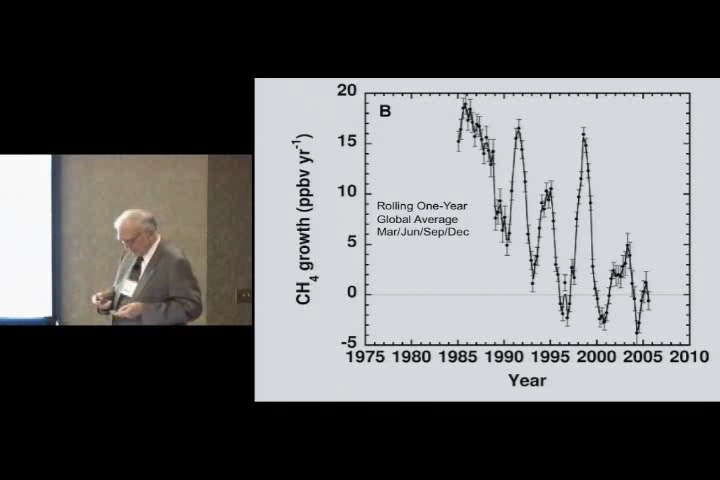 B
CH4 growth (ppbv yr-1)
20
15
10
5
0
-5
Rolling One-Year
Global Average
Mar/Jun/Sep/Dec
1975 1980 1985 1990 1995 2000 2005 2010
Year